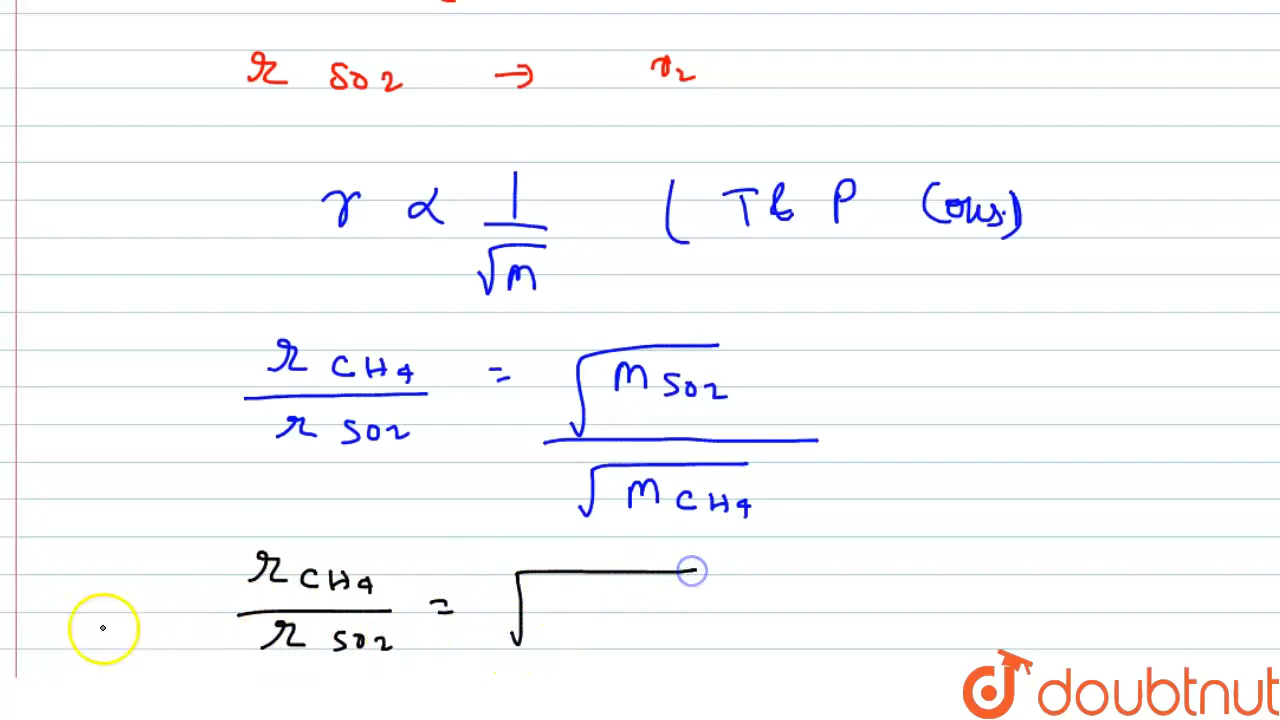 r SO2 → r2
r ∝ 1/√m ( T & P Cons.)
r CH4 / r SO2 = √m SO2 / √m CH4
r CH4 / r SO2 = √
doubtnut